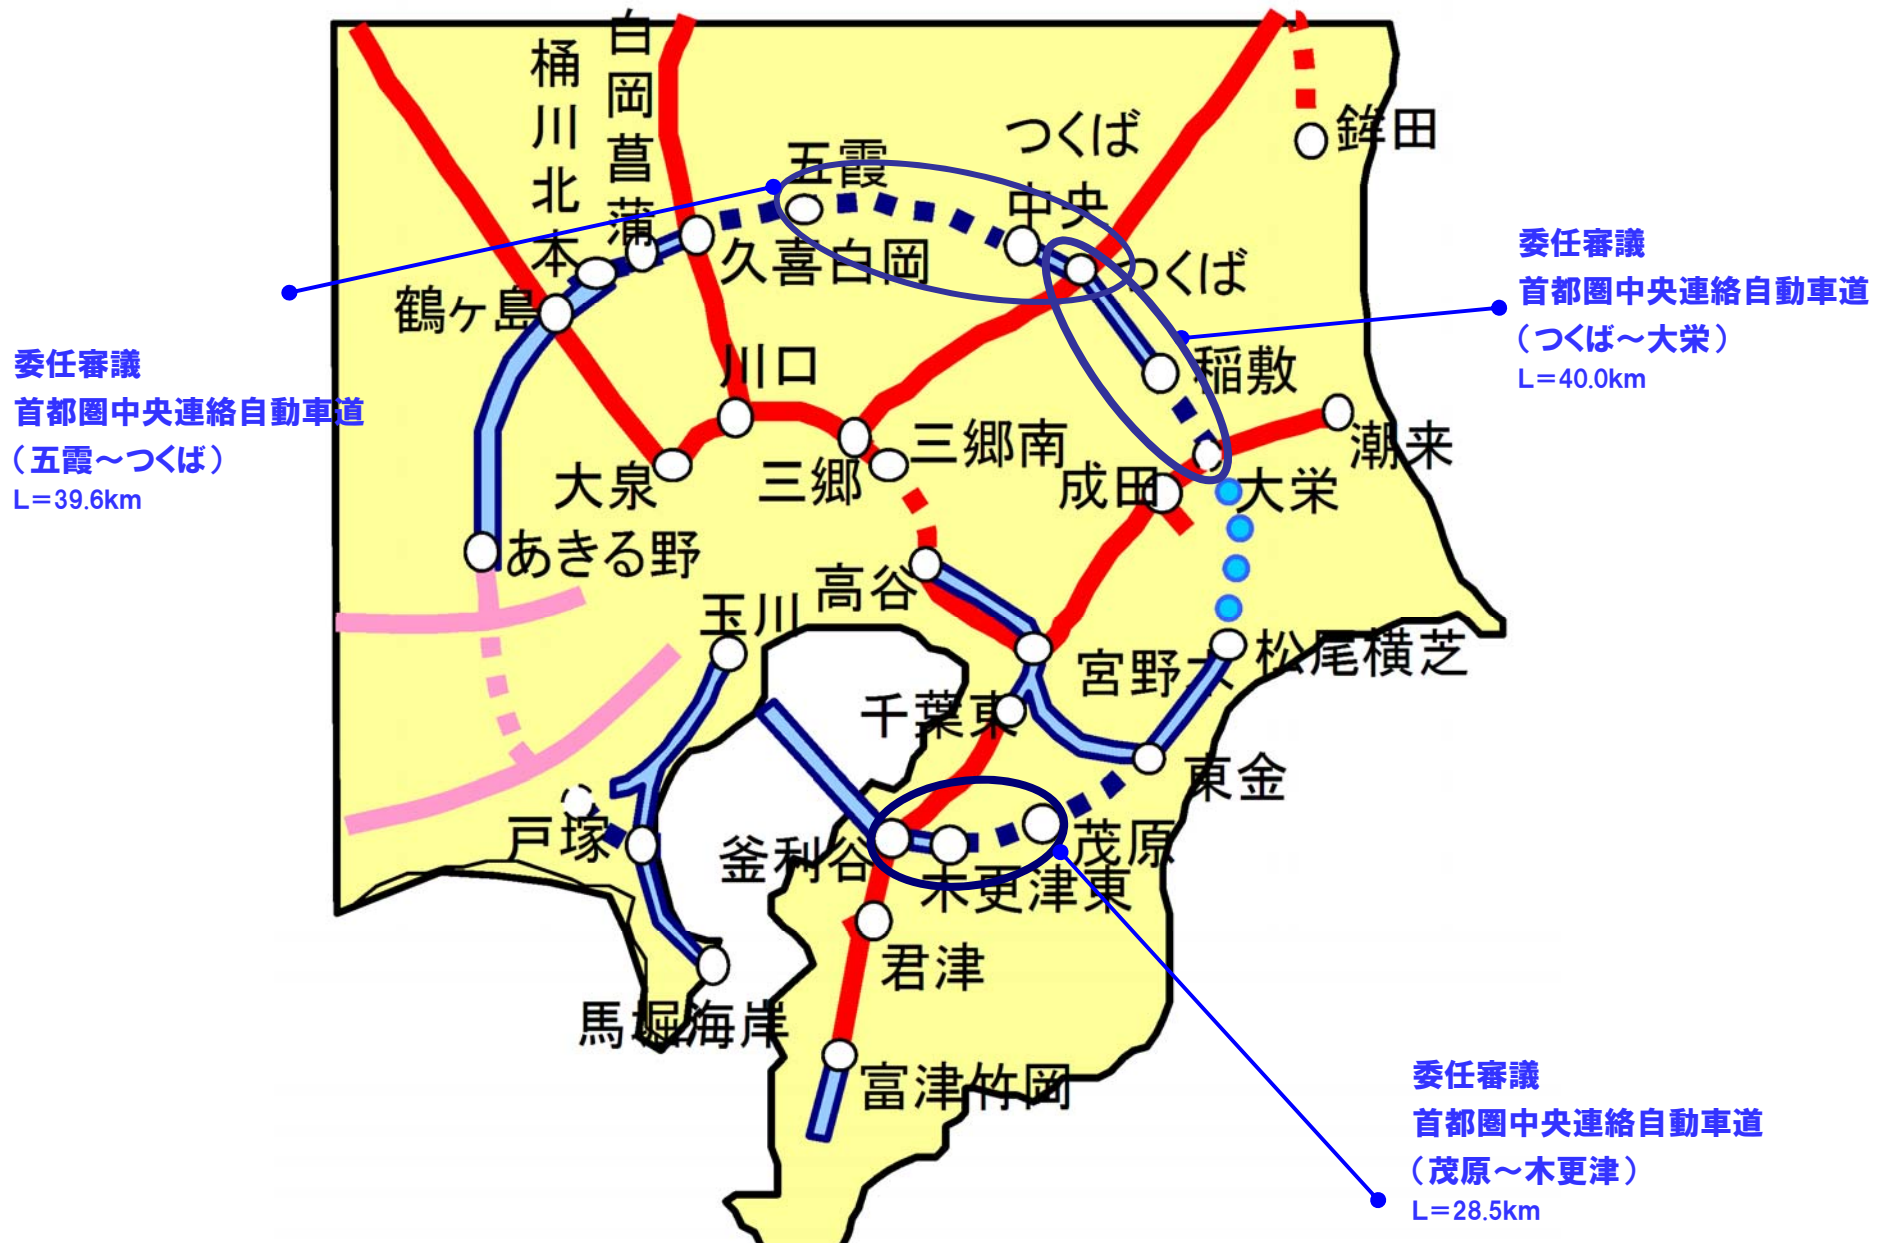 桶川北本
白岡菖蒲
五霞
つくば
中央
鉾田
久喜白岡
つくば
鶴ヶ島
川口
稲敷
大泉
三郷
三郷南
潮来
成田
大栄
あきる野
高谷
玉川
松尾横芝
宮野木
千葉東
東金
戸塚
釜利谷
茂原
木更津東
君津
馬堀海岸
富津竹岡
委任審議
首都圏中央連絡自動車道
（五霞～つくば）
L＝39.6km
委任審議
首都圏中央連絡自動車道
（つくば～大栄）
L＝40.0km
委任審議
首都圏中央連絡自動車道
（茂原～木更津）
L＝28.5km